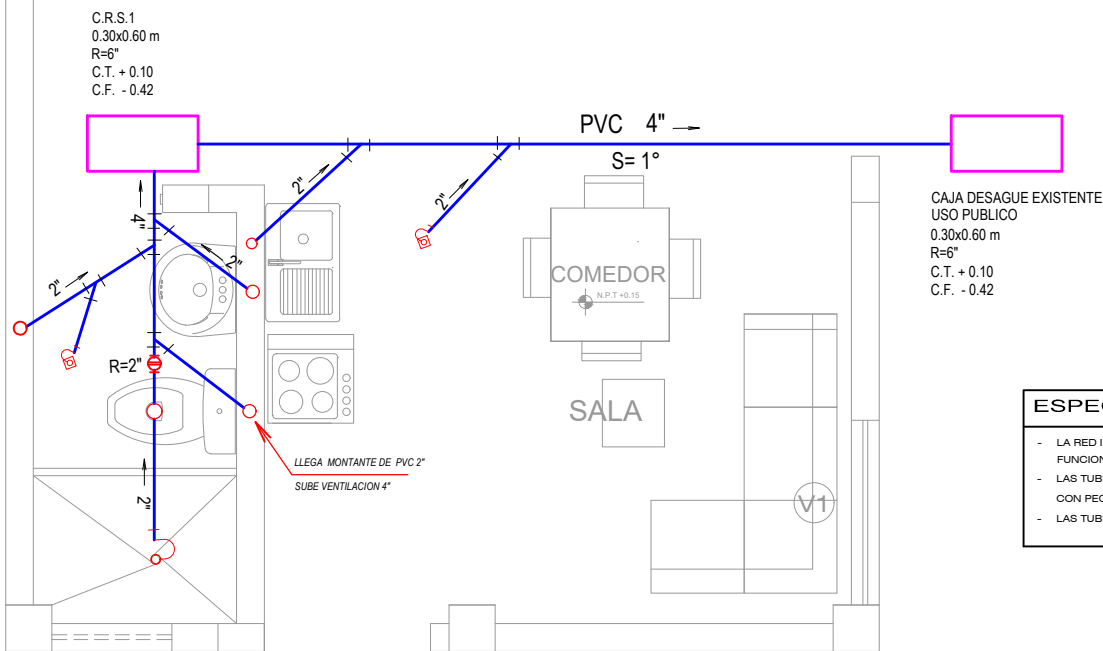 C.R.S.1
0.30x0.60 m
R=6"
C.T. + 0.10
C.F. - 0.42
PVC 4"
S= 1°
2"
2"
4"
2"
2"
CAJA DESAGUE EXISTENTE
USO PUBLICO
0.30x0.60 m
R=6"
C.T. + 0.10
C.F. - 0.42
COMEDOR
N.P.T +0.15
R=2"
SALA
LLEGA MONTANTE DE PVC 2"
SUBE VENTILACION 4"
2"
V1
ESPEC
- LA RED I
FUNCION
- LAS TUB
CON PEG
- LAS TUB